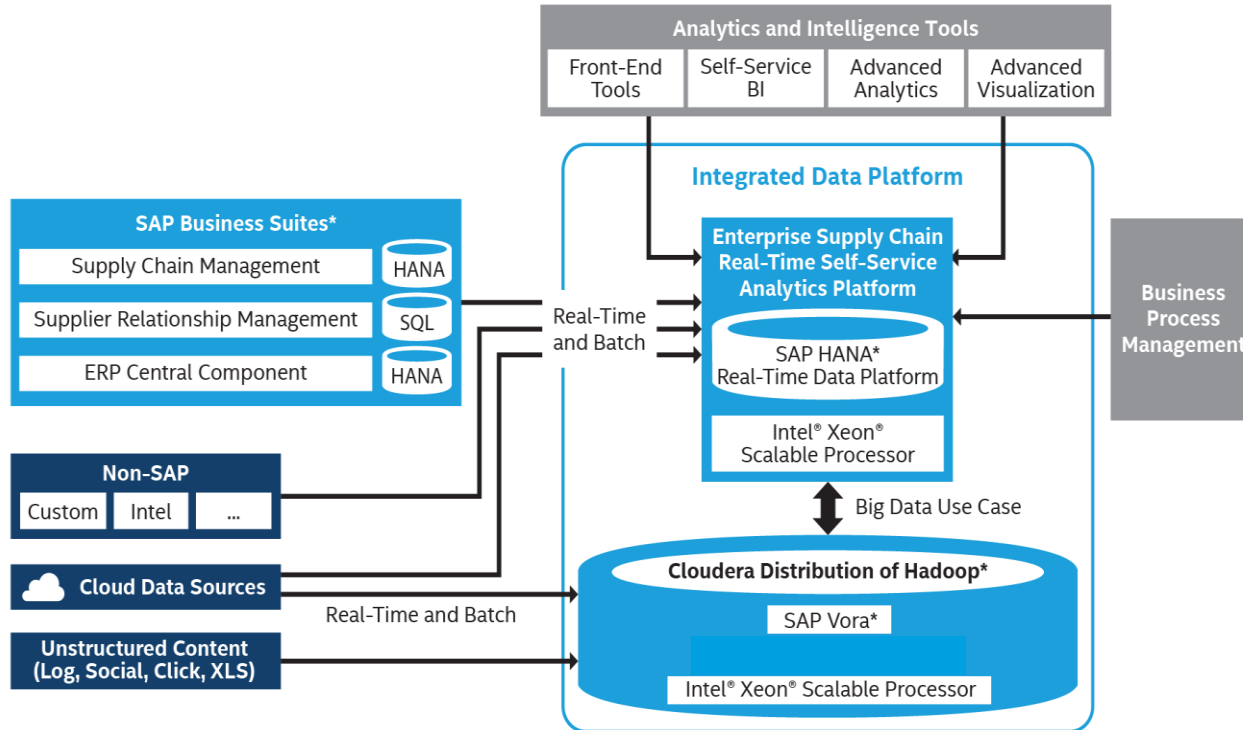 Analytics and Intelligence Tools
Front-End
Tools
Self-Service
BI
Advanced
Analytics
Advanced
Visualization
Integrated Data Platform
SAP Business Suites*
Supply Chain Management
HANA
Supplier Relationship Management
SQL
ERP Central Component
HANA
Real-Time
and Batch
Enterprise Supply Chain
Real-Time Self-Service
Analytics Platform
SAP HANA*
Real-Time Data Platform
Intel® Xeon®
Scalable Processor
Business
Process
Management
Non-SAP
Custom
Intel
...
Big Data Use Case
Cloud Data Sources
Real-Time and Batch
Unstructured Content
(Log, Social, Click, XLS)
Cloudera Distribution of Hadoop*
SAP Vora*
Intel® Xeon® Scalable Processor